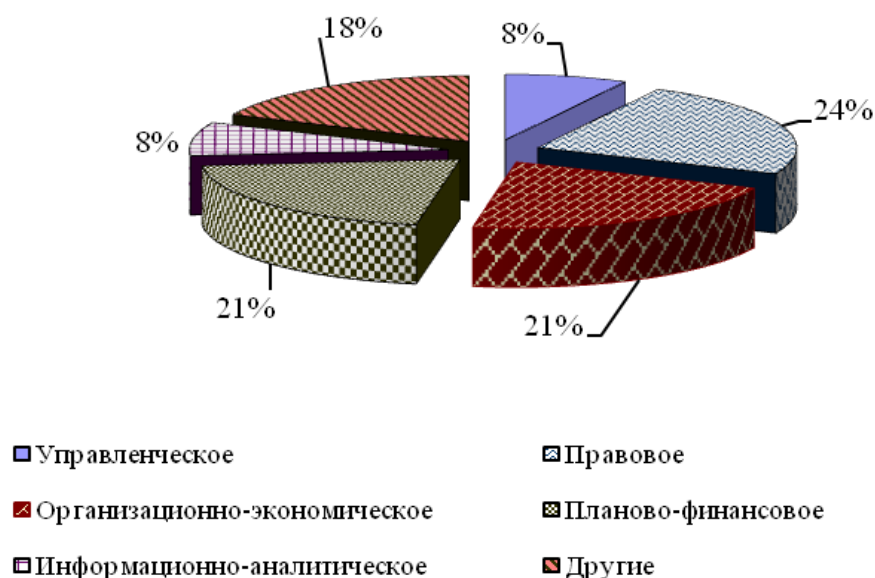 18%
8%
24%
8%
21%
21%
Управленческое
Правовое
Организационно-экономическое
Планово-финансовое
Информационно-аналитическое
Другие